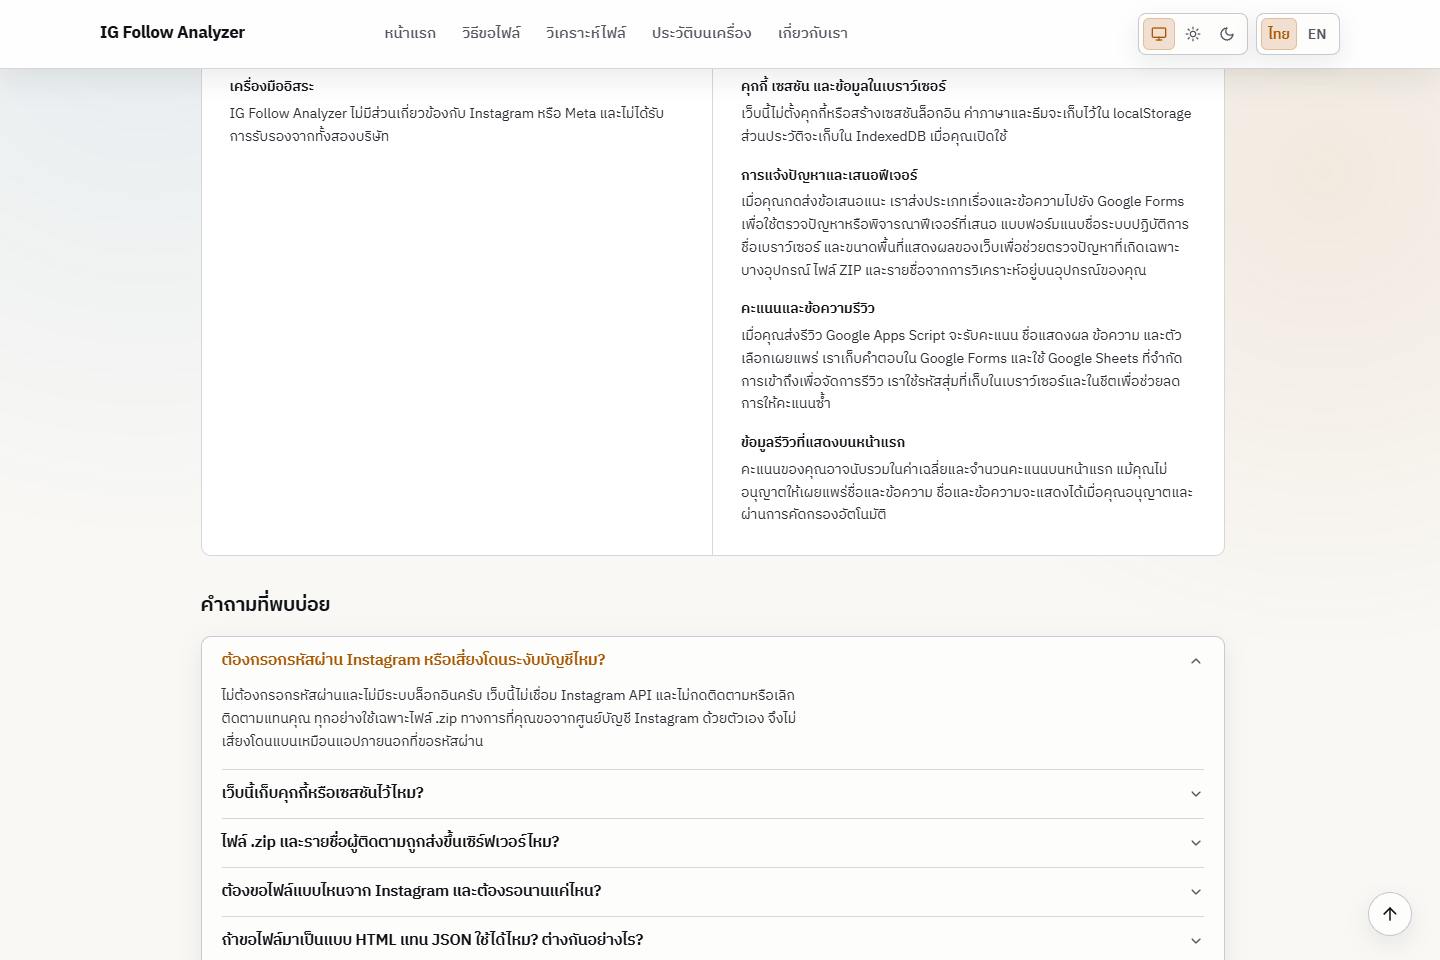 IG Follow Analyzer
หน้าแรก
วิธีขอไฟล์
วิเคราะห์ไฟล์
ประวัติบนเครื่อง
เกี่ยวกับเรา
ไทย
EN
เครื่องมืออิสระ
IG Follow Analyzer ไม่มีส่วนเกี่ยวข้องกับ Instagram หรือ Meta และไม่ได้รับ
การรับรองจากทั้งสองบริษัท
คุกกี้ เซสชัน และข้อมูลในเบราว์เซอร์
เว็บนี้ไม่ตั้งคุกกี้หรือสร้างเซสชันล็อกอิน ค่าภาษาและธีมจะเก็บไว้ใน localStorage
ส่วนประวัติจะเก็บใน IndexedDB เมื่อคุณเปิดใช้
การแจ้งปัญหาและเสนอฟีเจอร์
เมื่อคุณกดส่งข้อเสนอแนะ เราส่งประเภทเรื่องและข้อความไปยัง Google Forms
เพื่อใช้ตรวจปัญหาหรือพิจารณาฟีเจอร์ที่เสนอ แบบฟอร์มแนบชื่อระบบปฏิบัติการ
ชื่อเบราว์เซอร์ และขนาดพื้นที่แสดงผลของเว็บเพื่อช่วยตรวจปัญหาที่เกิดเฉพาะ
บางอุปกรณ์ ไฟล์ ZIP และรายชื่อจากการวิเคราะห์อยู่บนอุปกรณ์ของคุณ
คะแนนและข้อความรีวิว
เมื่อคุณส่งรีวิว Google Apps Script จะรับคะแนน ชื่อแสดงผล ข้อความ และตัว
เลือกเผยแพร่ เราเก็บคำตอบใน Google Forms และใช้ Google Sheets ที่จำกัด
การเข้าถึงเพื่อจัดการรีวิว เราใช้รหัสสุ่มที่เก็บในเบราว์เซอร์และในชีตเพื่อช่วยลด
การให้คะแนนซ้ำ
ข้อมูลรีวิวที่แสดงบนหน้าแรก
คะแนนของคุณอาจนับรวมในค่าเฉลี่ยและจำนวนคะแนนบนหน้าแรก แม้คุณไม่
อนุญาตให้เผยแพร่ชื่อและข้อความ ชื่อและข้อความจะแสดงได้เมื่อคุณอนุญาตและ
ผ่านการคัดกรองอัตโนมัติ
คำถามที่พบบ่อย
ต้องกรอกรหัสผ่าน Instagram หรือเสี่ยงโดนระงับบัญชีไหม?
ไม่ต้องกรอกรหัสผ่านและไม่มีระบบล็อกอินครับ เว็บนี้ไม่เชื่อม Instagram API และไม่กดติดตามหรือเลิก
ติดตามแทนคุณ ทุกอย่างใช้เฉพาะไฟล์ .zip ทางการที่คุณขอจากศูนย์บัญชี Instagram ด้วยตัวเอง จึงไม่
เสี่ยงโดนแบนเหมือนแอปภายนอกที่ขอรหัสผ่าน
เว็บนี้เก็บคุกกี้หรือเซสชันไว้ไหม?
ไฟล์ .zip และรายชื่อผู้ติดตามถูกส่งขึ้นเซิร์ฟเวอร์ไหม?
ต้องขอไฟล์แบบไหนจาก Instagram และต้องรอนานแค่ไหน?
ถ้าขอไฟล์มาเป็นแบบ HTML แทน JSON ใช้ได้ไหม? ต่างกันอย่างไร?